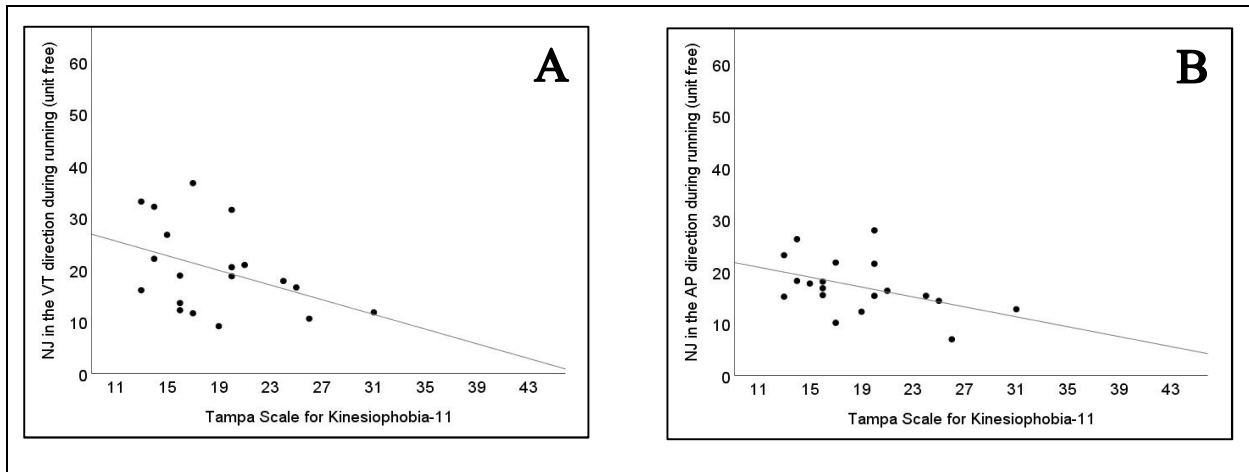 A
NJ in the VT direction during running (unit free)
60
50
40
30
20
10
0
11 15 19 23 27 31 35 39 43
Tampa Scale for Kinesiophobia-11
B
NJ in the AP direction during running (unit free)
60
50
40
30
20
10
0
11 15 19 23 27 31 35 39 43
Tampa Scale for Kinesiophobia-11